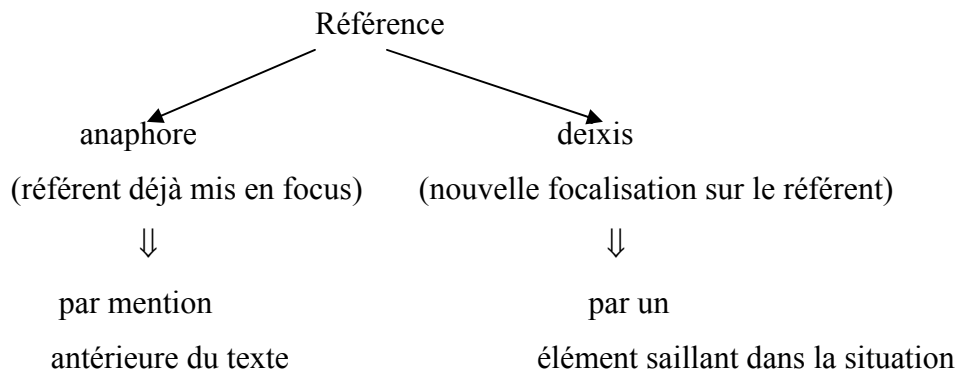 Référence
anaphore deixis
(référent déjà mis en focus) (nouvelle focalisation sur le référent)
⇓ ⇓
par mention par un
antérieure du texte élément saillant dans la situation